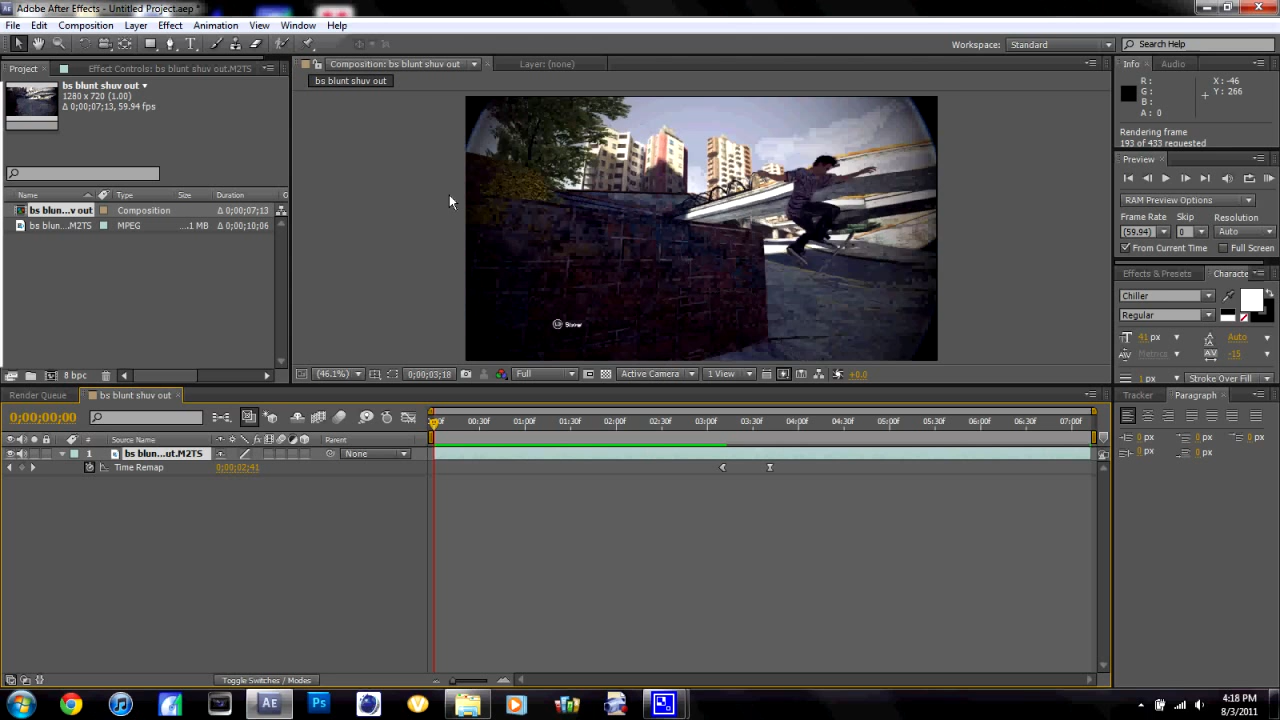 Adobe After Effects - Untitled Project.aep *
File Edit Composition Layer Effect Animation View Window Help
Workspace: Standard Search Help
Project Effect Controls: bs blunt shuv out.M2TS
Composition: bs blunt shuv out Layer: (none)
bs blunt shuv out
bs blunt shuv out
1280 x 720 (1.00)
Δ 0;00;07;13, 59.94 fps
Name Type Size Duration
bs blun...v out Composition Δ 0;00;07;13
bs blun...M2TS MPEG ....1 MB Δ 0;00;10;06
8 bpc
(46.1%) 0;00;03;18 Full Active Camera 1 View +0.0
Info Audio
R : X : -46
G : Y : 266
B :
A : 0
Rendering frame
193 of 433 requested
Preview
RAM Preview Options
Frame Rate Skip Resolution
(59.94) 0 Auto
From Current Time Full Screen
Effects & Presets Characte
Chiller
Regular
41 px Auto
Metrics -15
1 px Stroke Over Fill
Render Queue bs blunt shuv out
0;00;00;00
00:30f 01:00f 01:30f 02:00f 02:30f 03:00f 03:30f 04:00f 04:30f 05:00f 05:30f 06:00f 06:30f 07:00f
# Source Name Parent
1 bs blun...ut.M2TS None
Time Remap 0;00;02;41
Toggle Switches / Modes
Tracker Paragraph
0 px 0 px 0 px
0 px 0 px
4:18 PM
8/3/2011